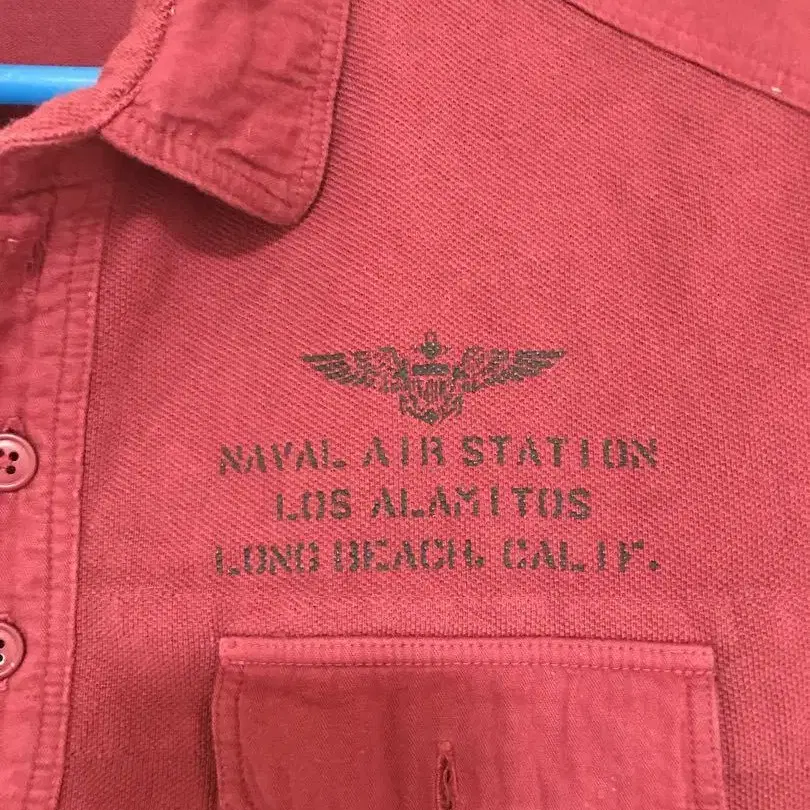 NAVAL AIR STATION
LOS ALAMITOS
LONG BEACH, CALIF.